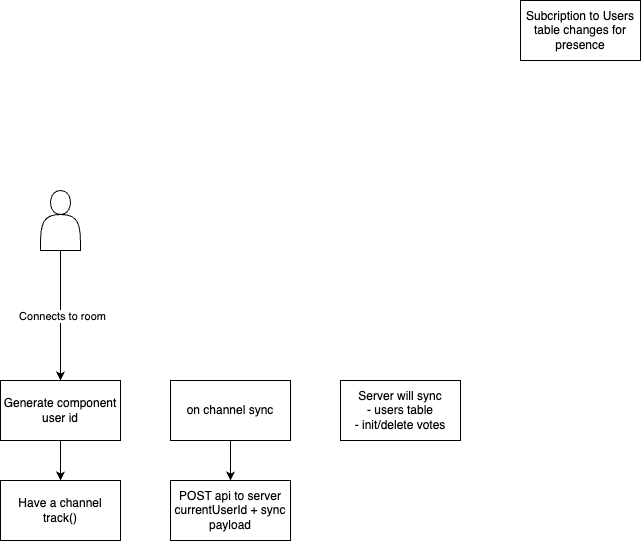 Subcription to Users
table changes for
presence
Connects to room
Generate component
user id
on channel sync
Server will sync
- users table
- init/delete votes
Have a channel
track()
POST api to server
currentUserId + sync
payload